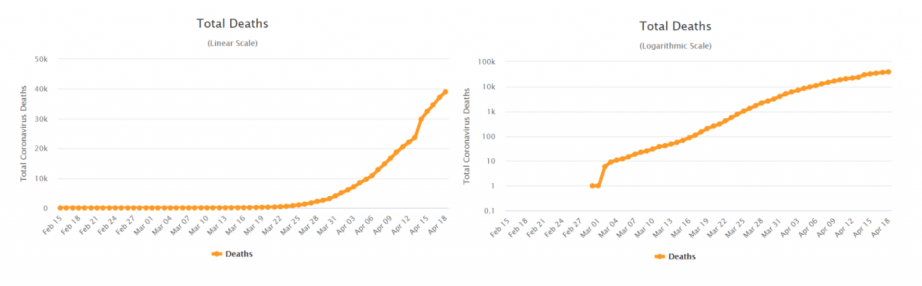 Total Deaths
(Linear Scale)
Total Coronavirus Deaths
50k
40k
30k
20k
10k
0
Feb 15
Feb 18
Feb 21
Feb 24
Feb 27
Mar 01
Mar 04
Mar 07
Mar 10
Mar 13
Mar 16
Mar 19
Mar 22
Mar 25
Mar 28
Mar 31
Apr 03
Apr 06
Apr 09
Apr 12
Apr 15
Apr 18
Deaths
Total Deaths
(Logarithmic Scale)
Total Coronavirus Deaths
100k
10k
1k
100
10
1
0.1
Feb 15
Feb 18
Feb 21
Feb 24
Feb 27
Mar 01
Mar 04
Mar 07
Mar 10
Mar 13
Mar 16
Mar 19
Mar 22
Mar 25
Mar 28
Mar 31
Apr 03
Apr 06
Apr 09
Apr 12
Apr 15
Apr 18
Deaths